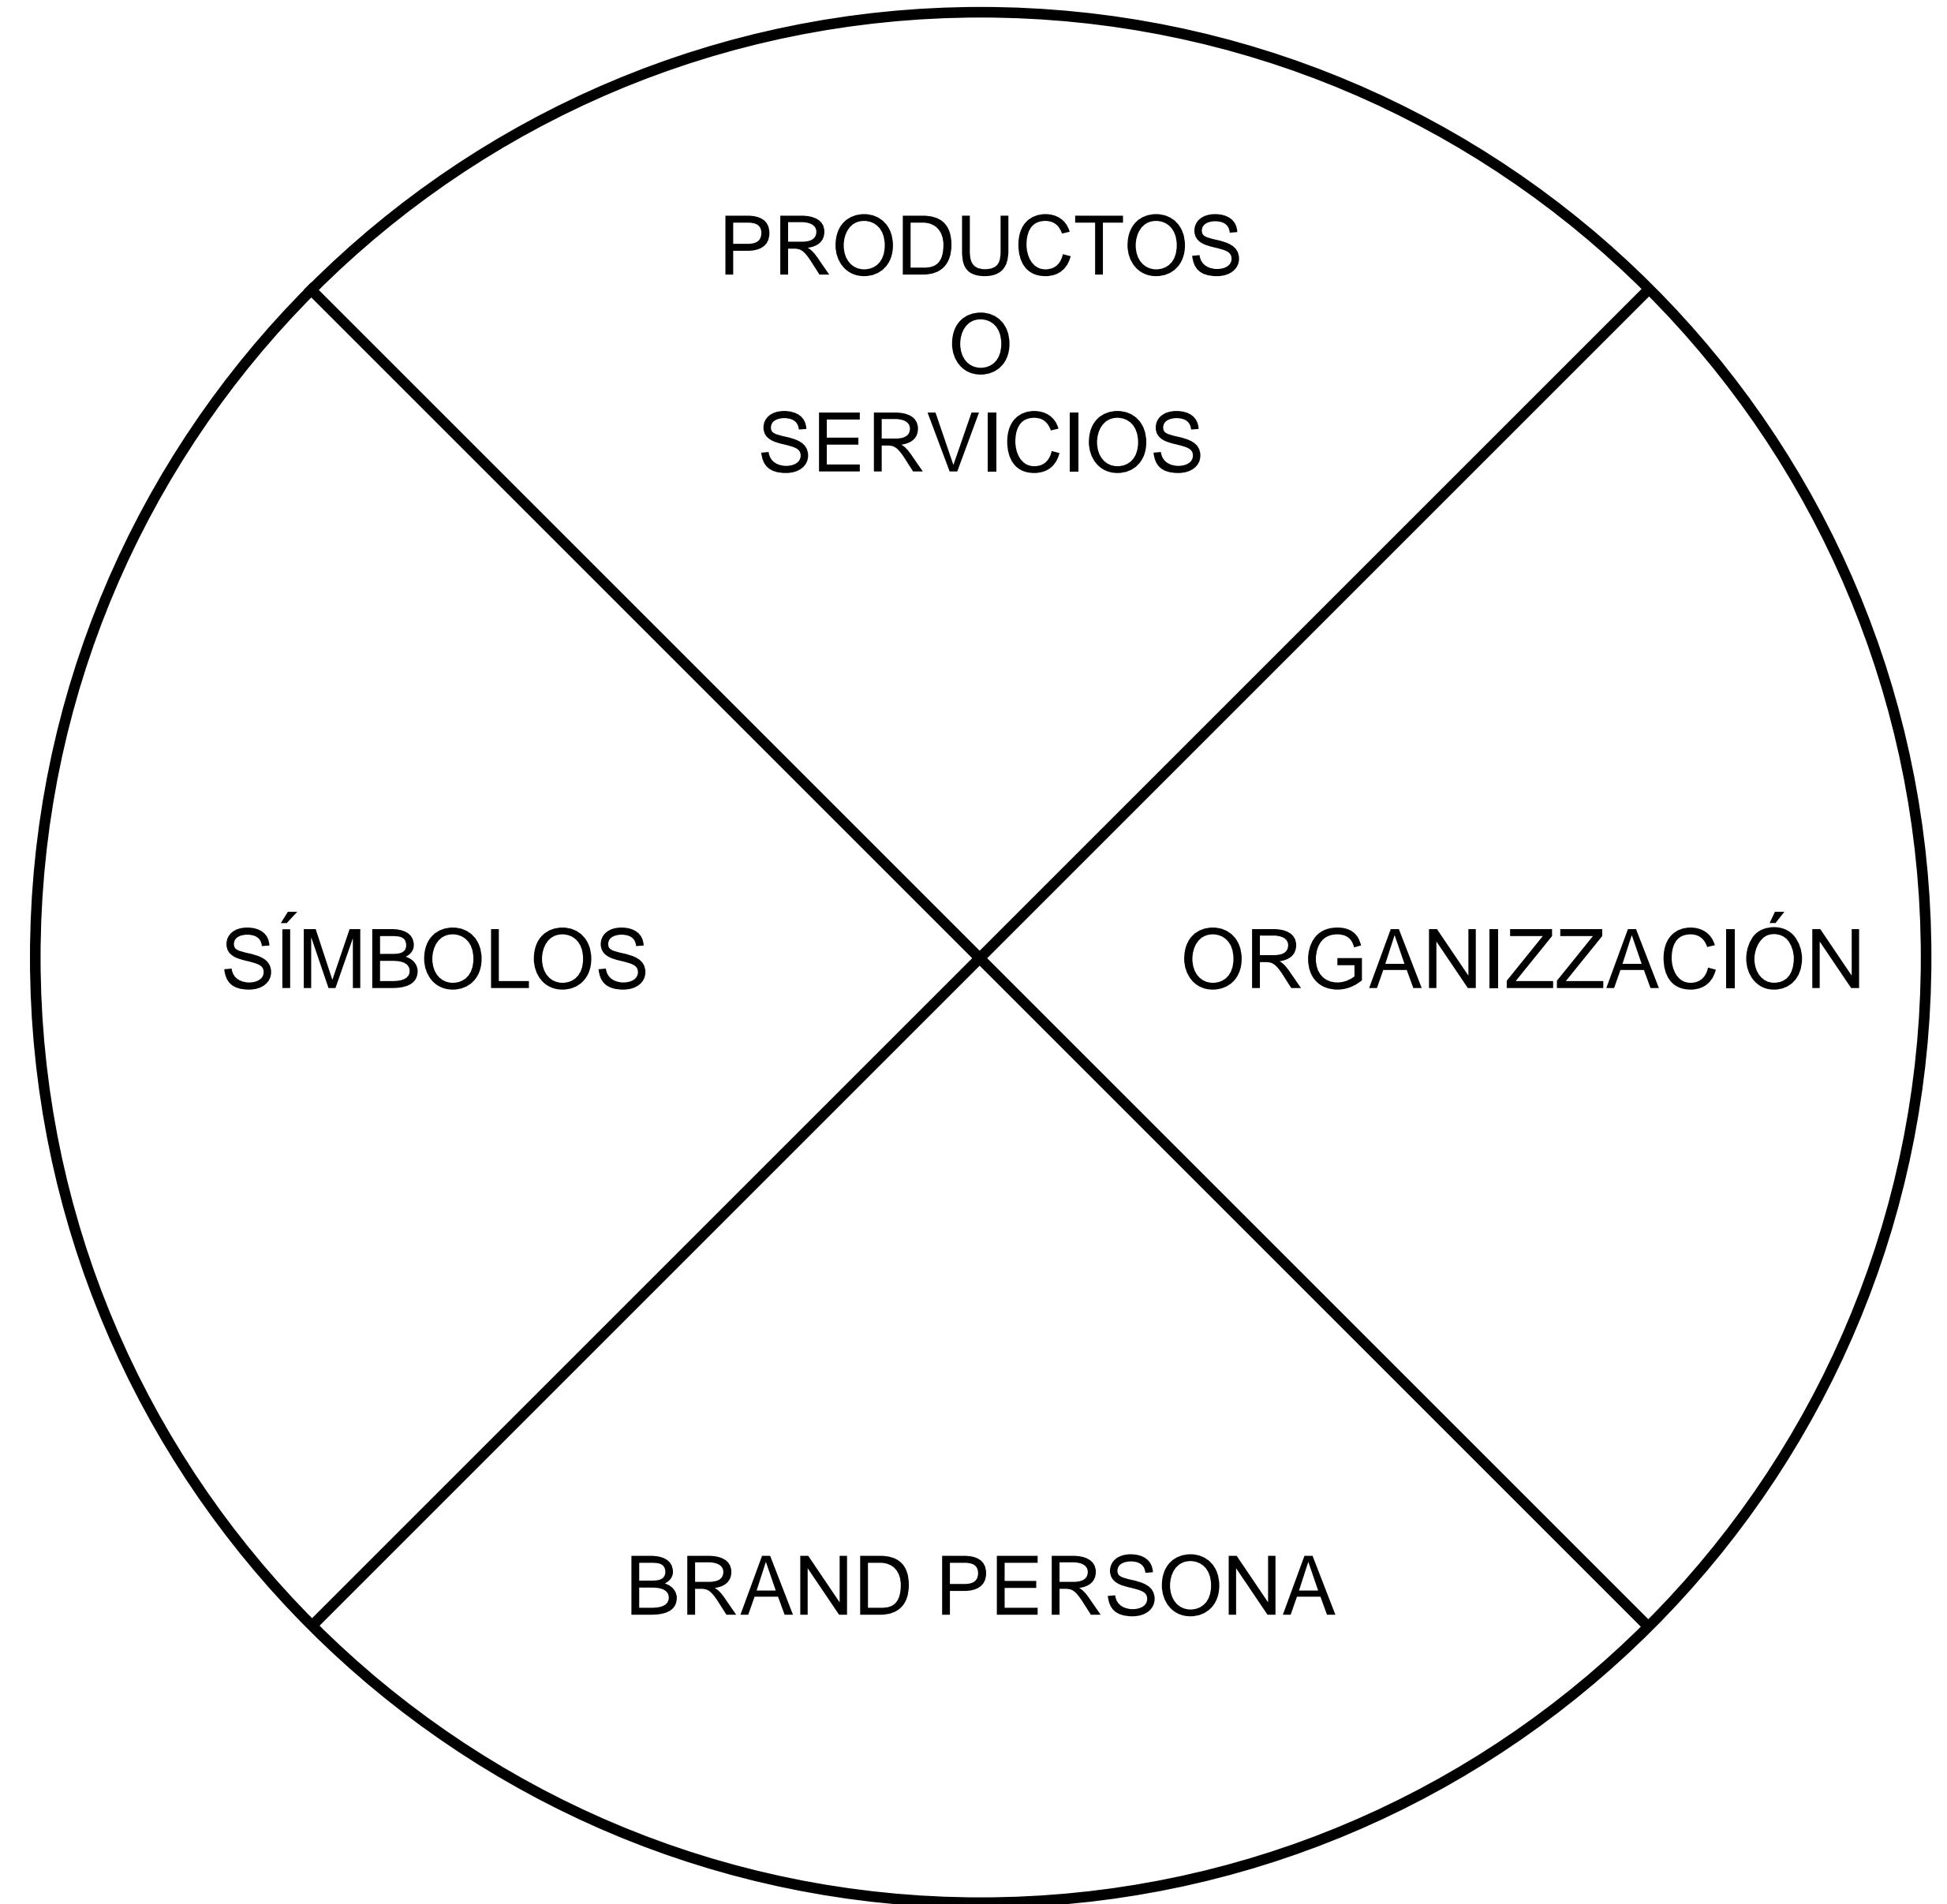 PRODUCTOS
O
SERVICIOS
SÍMBOLOS
ORGANIZZACIÓN
BRAND PERSONA